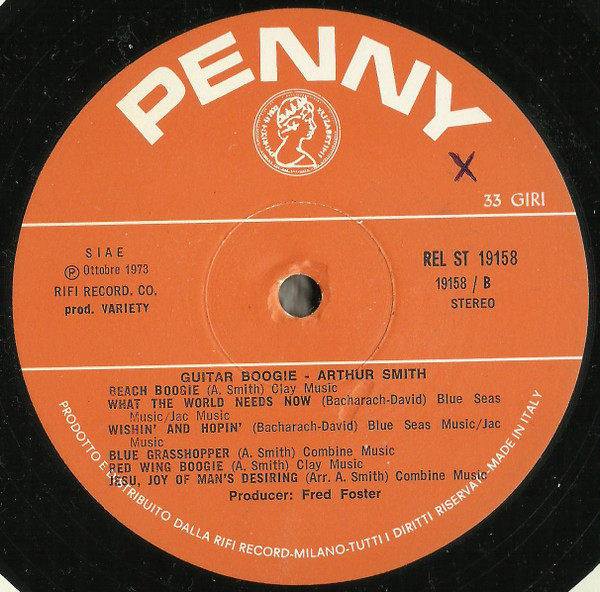 PENNY
33 GIRI
SIAE
℗ Ottobre 1973
RIFI RECORD, CO.
prod. VARIETY
REL ST 19158
19158 / B
STEREO
GUITAR BOOGIE - ARTHUR SMITH
BEACH BOOGIE (A. Smith) Clay Music
WHAT THE WORLD NEEDS NOW (Bacharach-David) Blue Seas
Music/Jac Music
WISHIN' AND HOPIN' (Bacharach-David) Blue Seas Music/Jac
Music
BLUE GRASSHOPPER (A. Smith) Combine Music
RED WING BOOGIE (A. Smith) Clay Music
JESU, JOY OF MAN'S DESIRING (Arr. A. Smith) Combine Music
Producer: Fred Foster
PRODOTTO E DISTRIBUITO DALLA RIFI RECORD-MILANO-TUTTI I DIRITTI RISERVATI-MADE IN ITALY